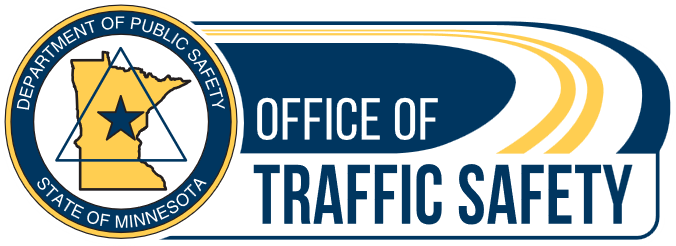 DEPARTMENT OF PUBLIC SAFETY
STATE OF MINNESOTA
OFFICE OF
TRAFFIC SAFETY